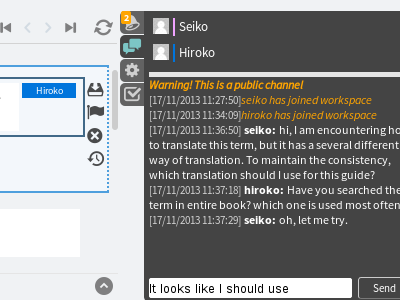 2
Seiko
Hiroko
Hiroko
Warning! This is a public channel
[17/11/2013 11:27:50]seiko has joined workspace
[17/11/2013 11:34:09]hiroko has joined workspace
[17/11/2013 11:36:50] seiko: hi, I am encountering
to translate this term, but it has a several different
way of translation. To maintain the consistency,
which translation should I use for this guide?
[17/11/2013 11:37:18] hiroko: Have you searched the
term in entire book? which one is used most often
[17/11/2013 11:37:29] seiko: oh, let me try.
It looks like I should use
Send